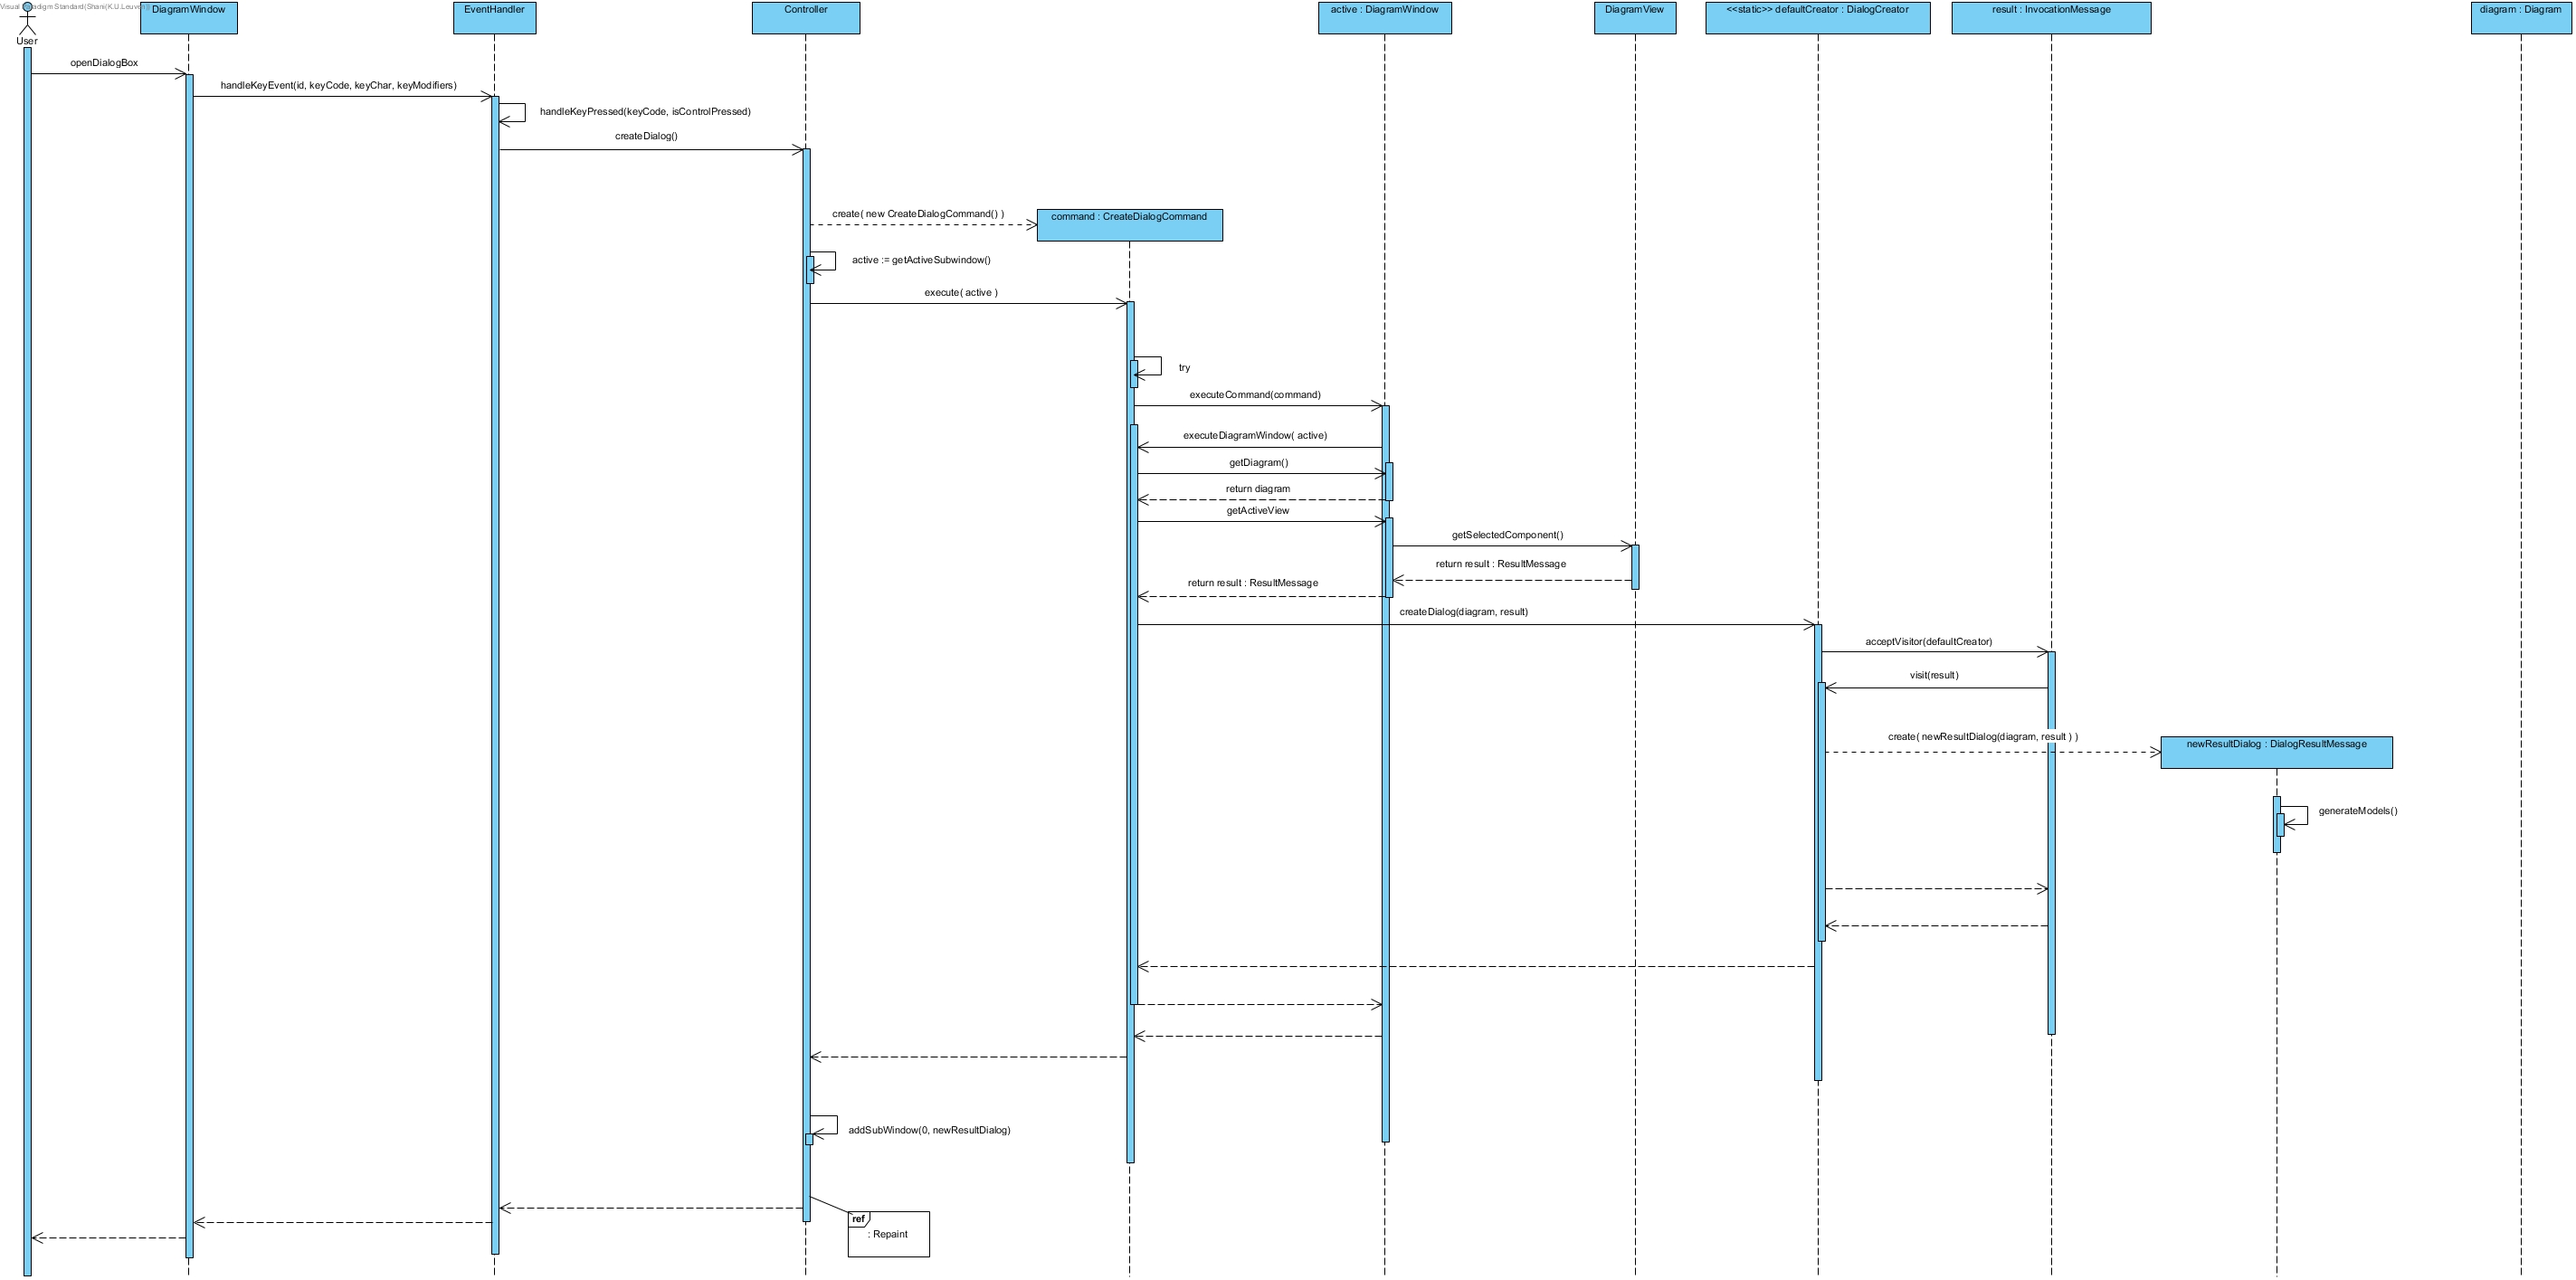 Visual Paradigm Standard(Shani(K.U.Leuven))
User
DiagramWindow
EventHandler
Controller
active : DiagramWindow
DiagramView
<<static>> defaultCreator : DialogCreator
result : InvocationMessage
diagram : Diagram
openDialogBox
handleKeyEvent(id, keyCode, keyChar, keyModifiers)
handleKeyPressed(keyCode, isControlPressed)
createDialog()
create( new CreateDialogCommand() )
command : CreateDialogCommand
active := getActiveSubwindow()
execute( active )
try
executeCommand(command)
executeDiagramWindow( active)
getDiagram()
return diagram
getActiveView
getSelectedComponent()
return result : ResultMessage
return result : ResultMessage
createDialog(diagram, result)
acceptVisitor(defaultCreator)
visit(result)
create( newResultDialog(diagram, result ) )
newResultDialog : DialogResultMessage
generateModels()
addSubWindow(0, newResultDialog)
ref
: Repaint